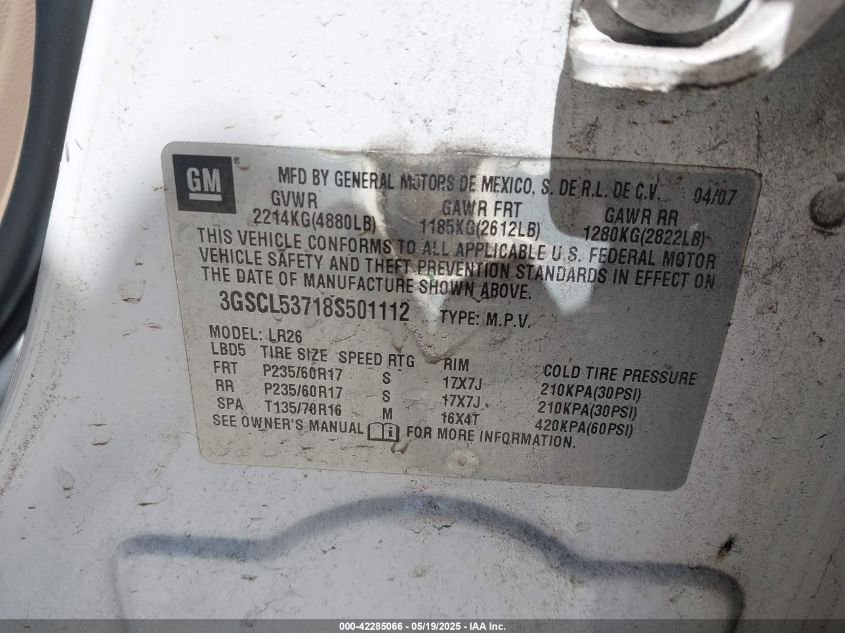 GM ® MFD BY GENERAL MOTORS DE MEXICO, S. DE R.L. DE C.V. 04/07
GVWR GAWR FRT GAWR RR
2214KG(4880LB) 1185KG(2612LB) 1280KG(2822LB)
THIS VEHICLE CONFORMS TO ALL APPLICABLE U.S. FEDERAL MOTOR
VEHICLE SAFETY AND THEFT PREVENTION STANDARDS IN EFFECT ON
THE DATE OF MANUFACTURE SHOWN ABOVE.
3GSCL53718S501112 TYPE: M.P.V.
MODEL: LR26
LBD5 TIRE SIZE SPEED RTG RIM COLD TIRE PRESSURE
FRT P235/60R17 S 17X7J 210KPA(30PSI)
RR P235/60R17 S 17X7J 210KPA(30PSI)
SPA T135/70R16 M 16X4T 420KPA(60PSI)
SEE OWNER'S MANUAL FOR MORE INFORMATION.
000-42285066 - 05/19/2025 - IAA Inc.